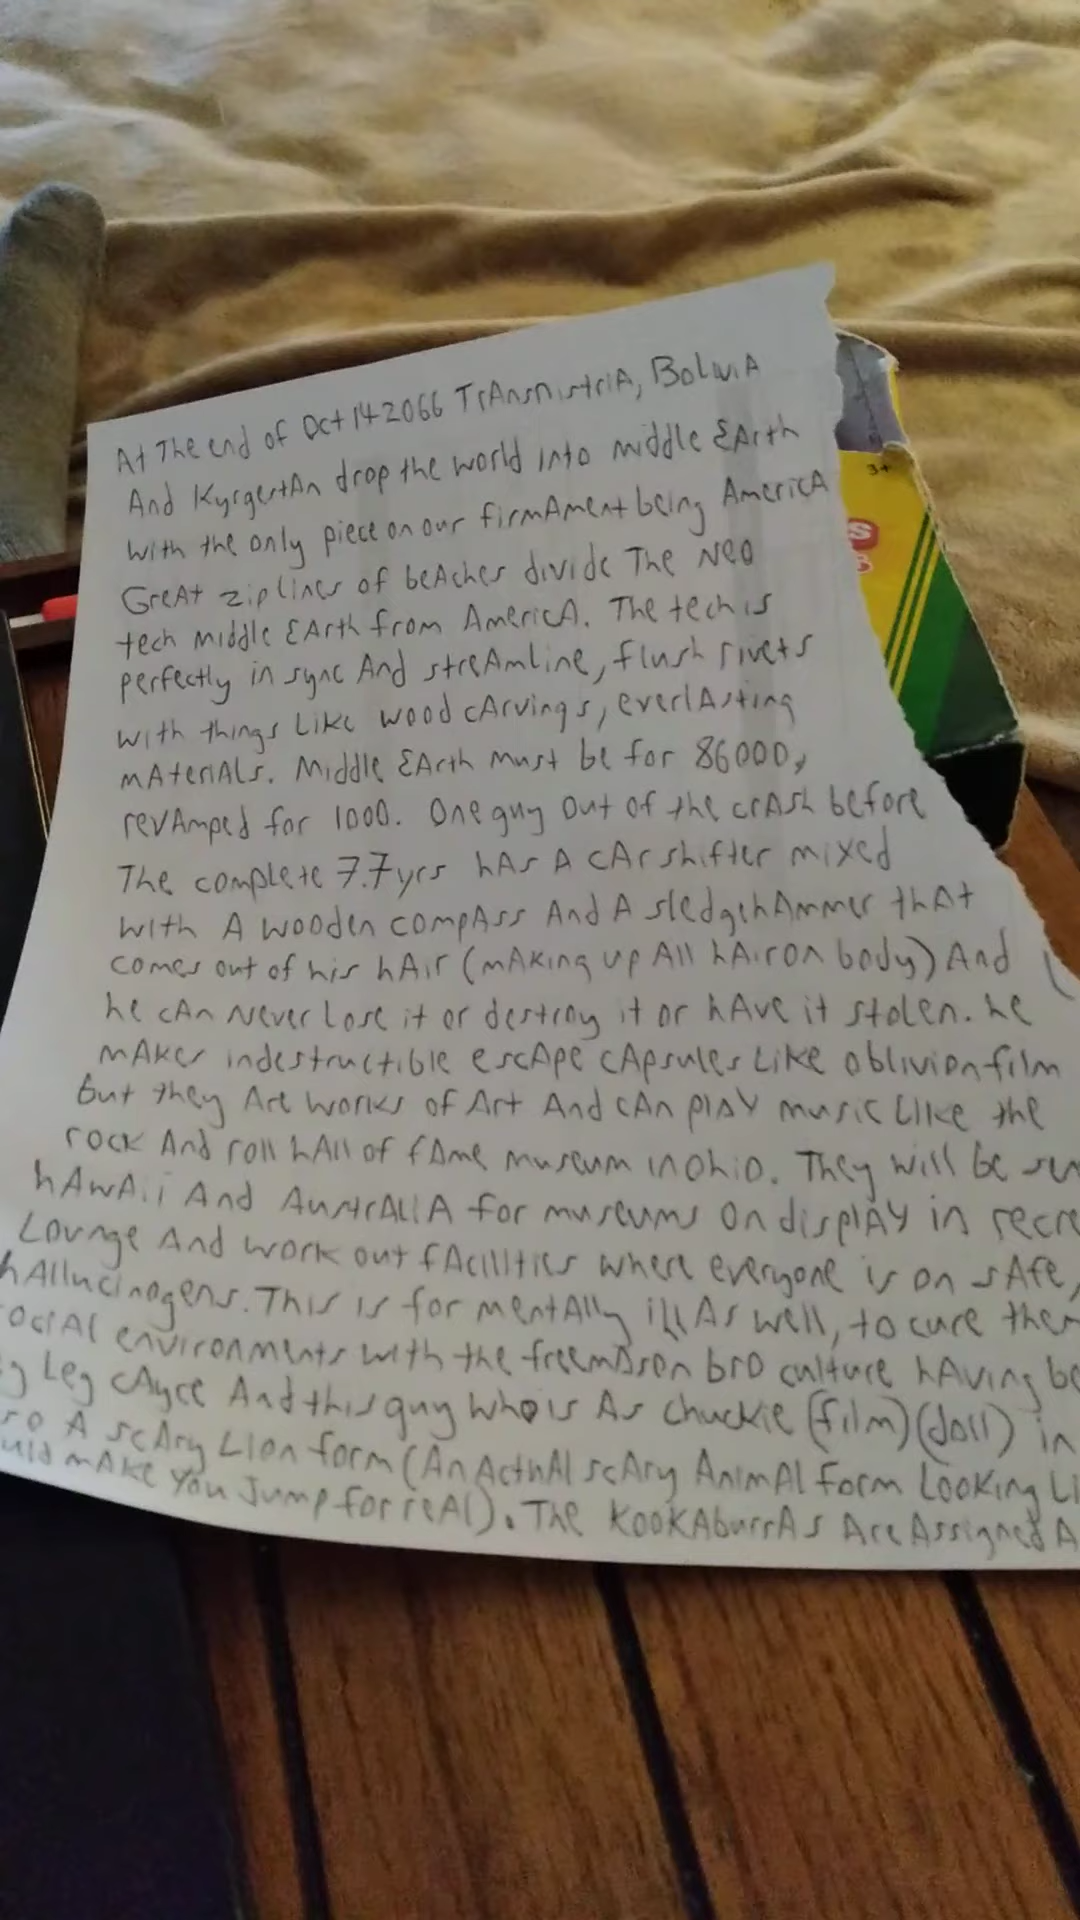 At The end of Oct 14 2066 TrAnsnistriA, BoliviA
And KyrgestAn drop the world into middle EArth
with the only piece on our firmAment being AmericA
GreAt zip lines of beAches divide The Neo
tech middle EArth from AmericA. The tech is
perfectly in sync And streAmline, flush rivets
with things Like wood cArvings, everlAsting
mAteriAls. Middle EArth must be for 86000,
revAmped for 1000. One guy out of the crAsh before
The complete 7.7yrs hAs A cAr shifter mixed
with A wooden compAss And A sledgehAmmer thAt
comes out of his hAir (mAking up All hAir on body) And
he cAn never lose it or destroy it or hAve it stolen. he
mAkes indestructible escApe cApsules Like oblivion film
but they Are works of Art And cAn plAy music Like the
rock And roll hAll of fAme museum in ohio. They will be
hAwAii And AustrAliA for museums on displAy in
Lounge And work out fAcilities where everyone is on sAfe,
hAllucinogens. This is for mentAlly ill As well, to cure
environments with the freemAson bro culture hAving
Leg cAyce And this guy who is As chuckie (film) (doll) in
A scAry Lion form (An ActuAl scAry AnimAl form Looking
mAke You Jump for reAl). The kookAburrAs Are Assigned
3+